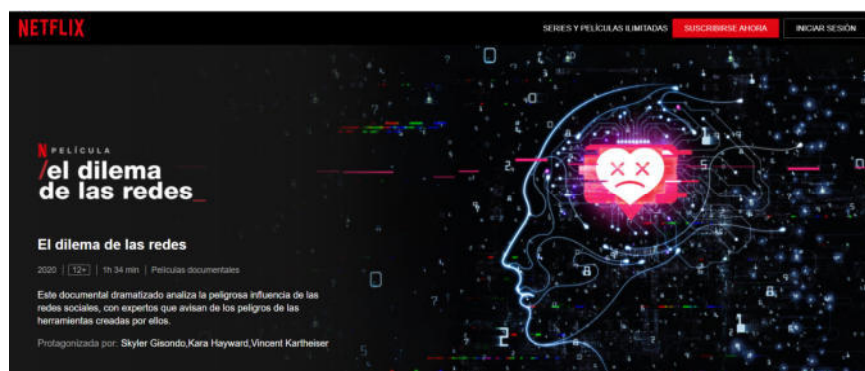 NETFLIX
SERIES Y PELÍCULAS ILIMITADAS
SUSCRIBIRSE AHORA
INICIAR SESIÓN
N PELÍCULA
/el dilema
de las redes_
El dilema de las redes
2020 | 12+ | 1h 34 min | Películas documentales
Este documental dramatizado analiza la peligrosa influencia de las
redes sociales, con expertos que avisan de los peligros de las
herramientas creadas por ellos.
Protagonizada por: Skyler Gisondo,Kara Hayward,Vincent Kartheiser